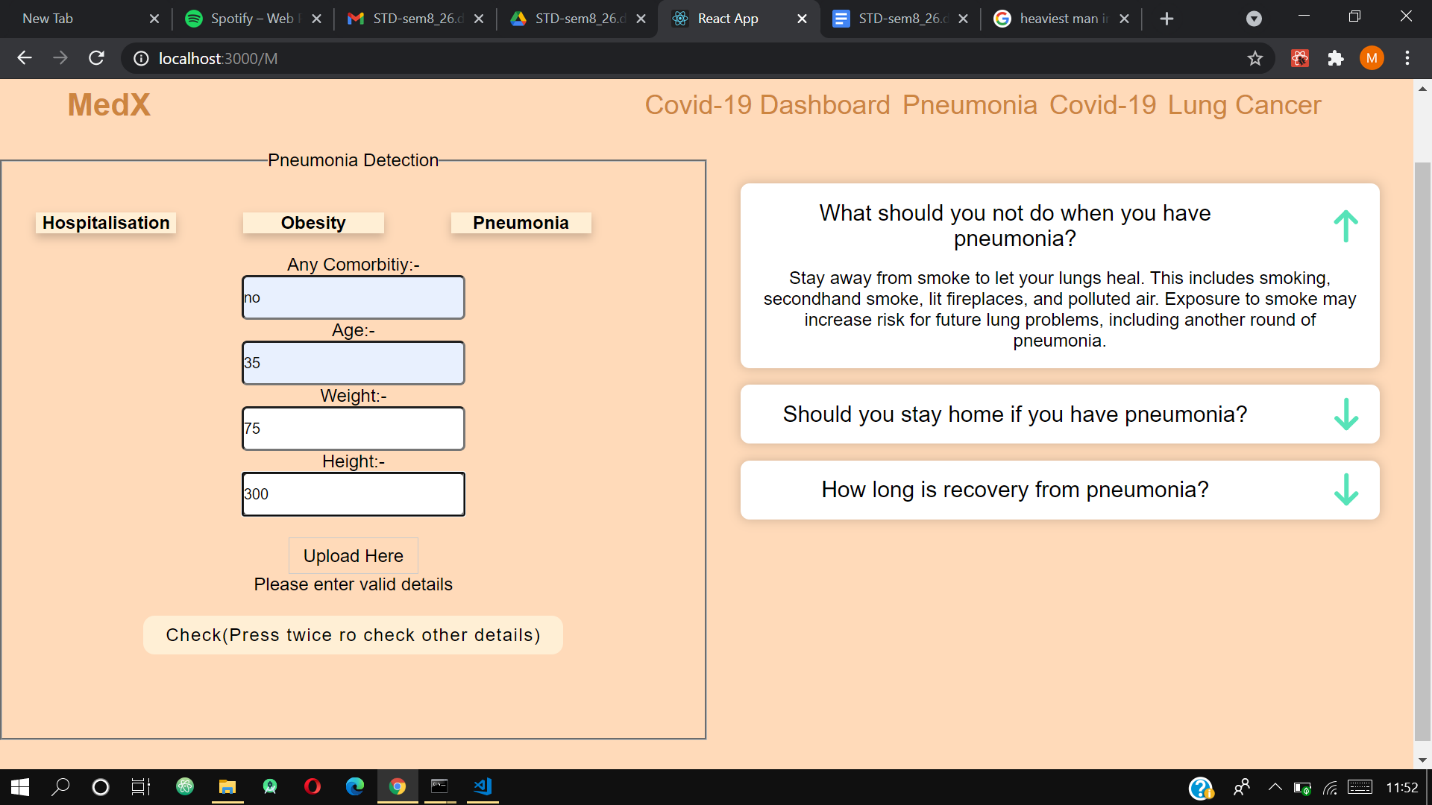 New Tab
Spotify – Web
STD-sem8_26.d
STD-sem8_26.d
React App
STD-sem8_26.d
heaviest man i
localhost:3000/M
M
MedX
Covid-19 Dashboard Pneumonia Covid-19 Lung Cancer
Pneumonia Detection
Hospitalisation
Obesity
Pneumonia
Any Comorbitiy:-
no
Age:-
35
Weight:-
75
Height:-
300
Upload Here
Please enter valid details
Check(Press twice ro check other details)
What should you not do when you have
pneumonia?
Stay away from smoke to let your lungs heal. This includes smoking,
secondhand smoke, lit fireplaces, and polluted air. Exposure to smoke may
increase risk for future lung problems, including another round of
pneumonia.
Should you stay home if you have pneumonia?
How long is recovery from pneumonia?
11:52